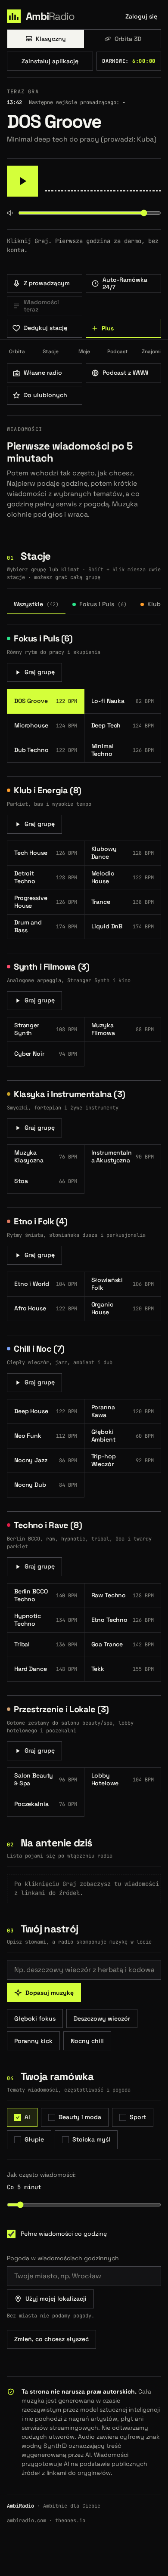 AmbiRadio
Zaloguj się
Klasyczny
Orbita 3D
Zainstaluj aplikację
DARMOWE: 6:00:00
TERAZ GRA
13:42 Następne wejście prowadzącego: -
DOS Groove
Minimal deep tech do pracy (prowadzi: Kuba)
Kliknij Graj. Pierwsza godzina za darmo, bez konta.
Z prowadzącym
Auto-Ramówka 24/7
Wiadomości teraz
Dedykuj stację
+ Plus
Orbita
Stacje
Moje
Podcast
Znajomi
Własne radio
Podcast z WWW
Do ulubionych
WIADOMOŚCI
Pierwsze wiadomości po 5 minutach
Potem wchodzi tak często, jak chcesz. Najpierw podaje godzinę, potem krótkie wiadomości z wybranych tematów, a co godzinę pełny serwis z pogodą. Muzyka cichnie pod głos i wraca.
01 Stacje
Wybierz grupę lub klimat · Shift + klik miesza dwie stacje · możesz grać całą grupę
Wszystkie (42)
Fokus i Puls (6)
Klub
Fokus i Puls (6)
Równy rytm do pracy i skupienia
Graj grupę
DOS Groove 122 BPM
Lo-fi Nauka 82 BPM
Microhouse 124 BPM
Deep Tech 124 BPM
Dub Techno 122 BPM
Minimal Techno 126 BPM
Klub i Energia (8)
Parkiet, bas i wysokie tempo
Graj grupę
Tech House 126 BPM
Klubowy Dance 128 BPM
Detroit Techno 128 BPM
Melodic House 122 BPM
Progressive House 126 BPM
Trance 138 BPM
Drum and Bass 174 BPM
Liquid DnB 174 BPM
Synth i Filmowa (3)
Analogowe arpeggia, Stranger Synth i kino
Graj grupę
Stranger Synth 108 BPM
Muzyka Filmowa 88 BPM
Cyber Noir 94 BPM
Klasyka i Instrumentalna (3)
Smyczki, fortepian i żywe instrumenty
Graj grupę
Muzyka Klasyczna 76 BPM
Instrumentaln a Akustyczna 90 BPM
Stoa 66 BPM
Etno i Folk (4)
Rytmy świata, słowiańska dusza i perkusjonalia
Graj grupę
Etno i World 104 BPM
Słowiański Folk 106 BPM
Afro House 122 BPM
Organic House 120 BPM
Chill i Noc (7)
Ciepły wieczór, jazz, ambient i dub
Graj grupę
Deep House 122 BPM
Poranna Kawa 120 BPM
Neo Funk 112 BPM
Głęboki Ambient 60 BPM
Nocny Jazz 86 BPM
Trip-hop Wieczór 92 BPM
Nocny Dub 84 BPM
Techno i Rave (8)
Berlin BCCO, raw, hypnotic, tribal, Goa i twardy parkiet
Graj grupę
Berlin BCCO Techno 140 BPM
Raw Techno 138 BPM
Hypnotic Techno 134 BPM
Etno Techno 126 BPM
Tribal 136 BPM
Goa Trance 142 BPM
Hard Dance 148 BPM
Tekk 155 BPM
Przestrzenie i Lokale (3)
Gotowe zestawy do salonu beauty/spa, lobby hotelowego i poczekalni
Graj grupę
Salon Beauty & Spa 96 BPM
Lobby Hotelowe 104 BPM
Poczekalnia 76 BPM
02 Na antenie dziś
Lista pojawi się po włączeniu radia
Po kliknięciu Graj zobaczysz tu wiadomości z linkami do źródeł.
03 Twój nastrój
Opisz słowami, a radio skomponuje muzykę w locie
Np. deszczowy wieczór z herbatą i kodowa
Dopasuj muzykę
Głęboki fokus
Deszczowy wieczór
Poranny kick
Nocny chill
04 Twoja ramówka
Tematy wiadomości, częstotliwość i pogoda
AI
Beauty i moda
Sport
Głupie
Stoicka myśl
Jak często wiadomości:
Co 5 minut
Pełne wiadomości co godzinę
Pogoda w wiadomościach godzinnych
Twoje miasto, np. Wrocław
Użyj mojej lokalizacji
Bez miasta nie podamy pogody.
Zmień, co chcesz słyszeć
Ta strona nie narusza praw autorskich. Cała muzyka jest generowana w czasie rzeczywistym przez model sztucznej inteligencji i nie pochodzi z nagrań artystów, płyt ani serwisów streamingowych. Nie odtwarzamy cudzych utworów. Audio zawiera cyfrowy znak wodny SynthID oznaczający treść wygenerowaną przez AI. Wiadomości przygotowuje AI na podstawie publicznych źródeł z linkami do oryginałów.
AmbiRadio · Ambitnie dla Ciebie
ambiradio.com · theones.io